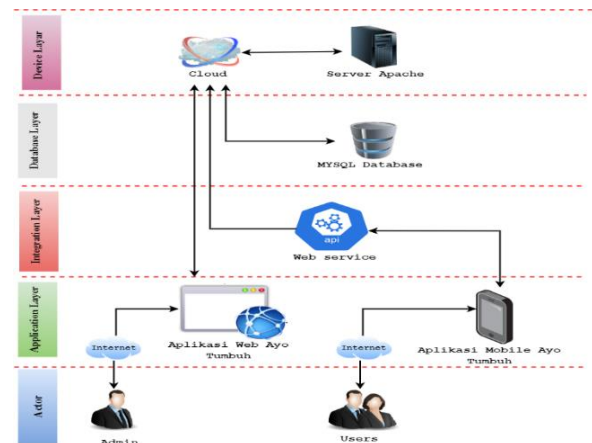 Device Layar
Cloud
Server Apache
Database Layer
MYSQL Database
Integration Layer
api
Web service
Application Layer
Internet
Aplikasi Web Ayo
Tumbuh
Internet
Aplikasi Mobile Ayo
Tumbuh
Actor
Admin
Users